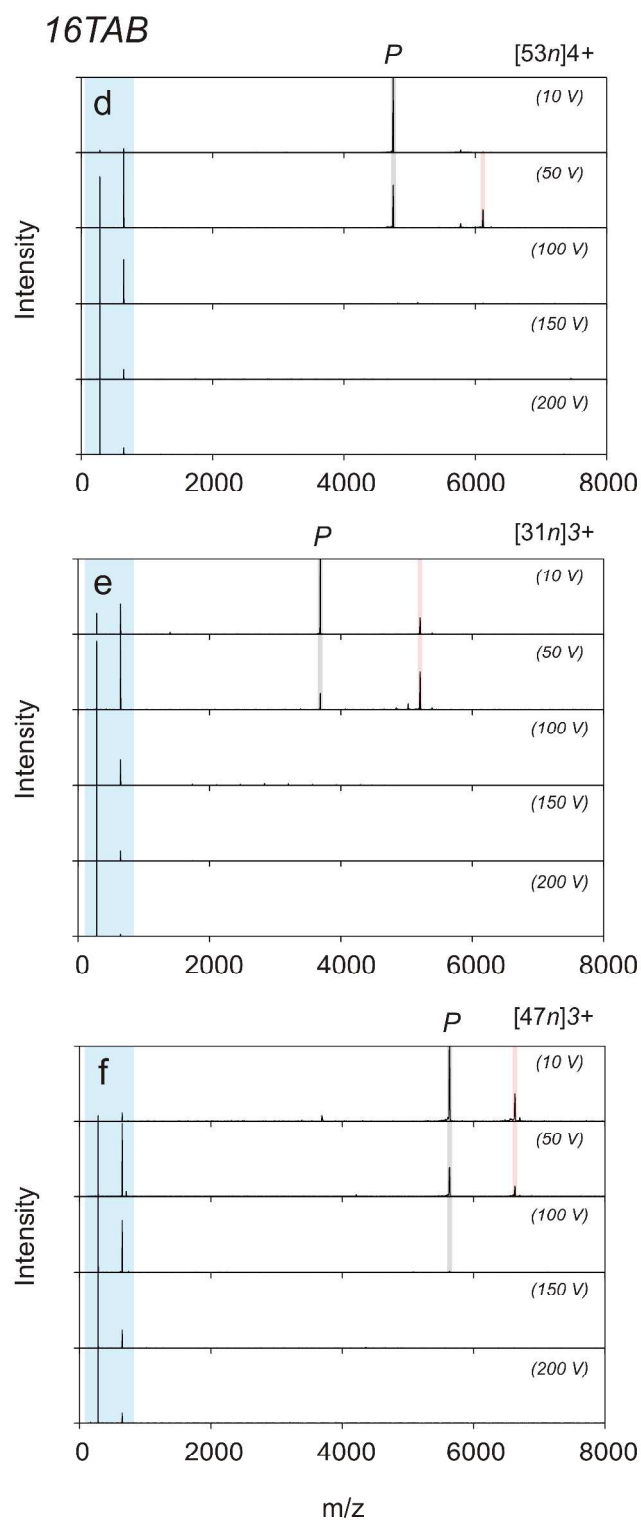 16TAB
P [53n]4+
d
(10 V)
(50 V)
(100 V)
(150 V)
(200 V)
Intensity
0 2000 4000 6000 8000
P [31n]3+
e
(10 V)
(50 V)
(100 V)
(150 V)
(200 V)
Intensity
0 2000 4000 6000 8000
P [47n]3+
f
(10 V)
(50 V)
(100 V)
(150 V)
(200 V)
Intensity
0 2000 4000 6000 8000
m/z